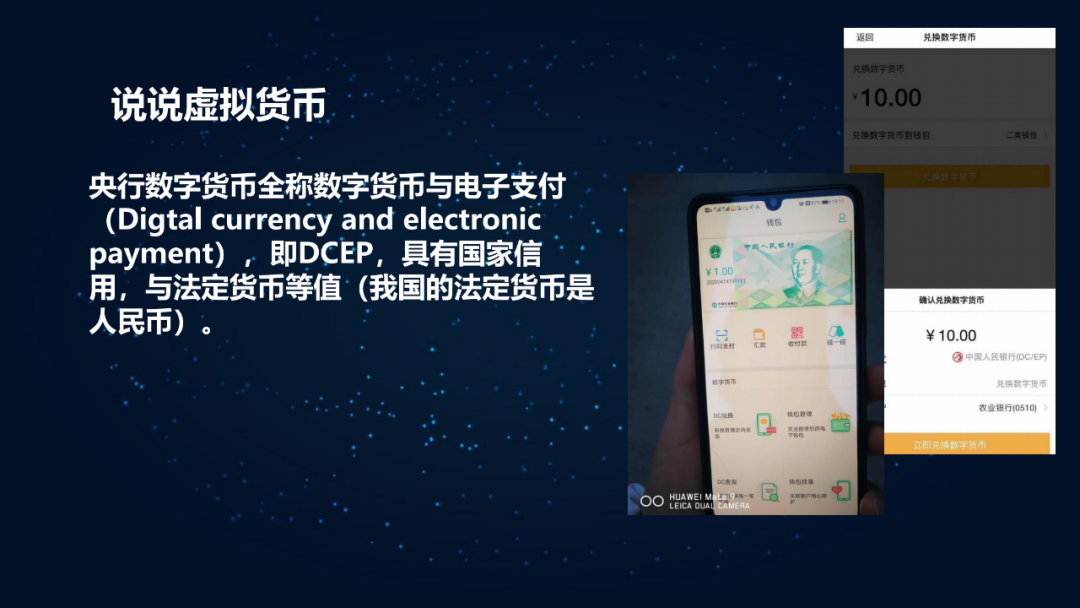 说说虚拟货币
央行数字货币全称数字货币与电子支付
（Digtal currency and electronic
payment），即DCEP，具有国家信
用，与法定货币等值（我国的法定货币是
人民币）。
返回 兑换数字货币
兑换数字货币
¥10.00
兑换数字货币到钱包 二类钱包
兑换数字货币
确认兑换数字货币
¥10.00
中国人民银行(DC/EP)
兑换数字货币
农业银行(0510)
立即兑换数字货币
钱包
中国人民银行
¥1.00
扫码支付 汇款 收付款 碰一碰
数字货币
DC兑换 钱包管理
DC查询 钱包挂靠
HUAWEI Mate 9
LEICA DUAL CAMERA